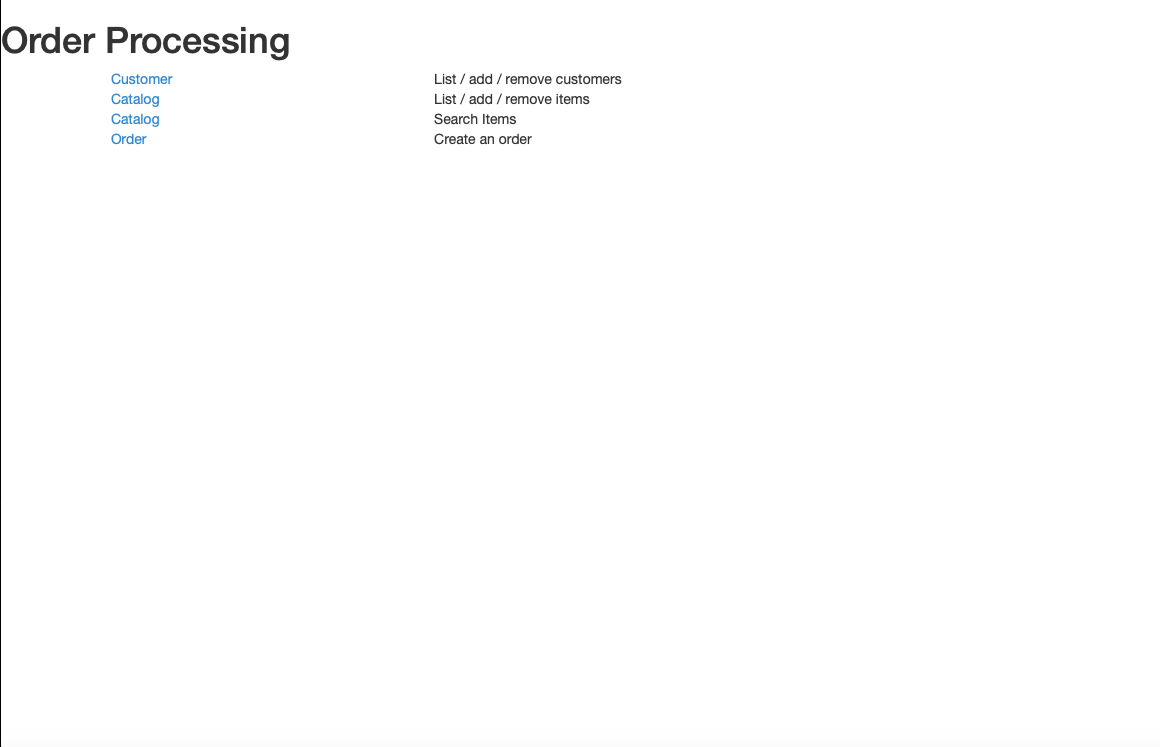 Order Processing
Customer List / add / remove customers
Catalog List / add / remove items
Catalog Search Items
Order Create an order